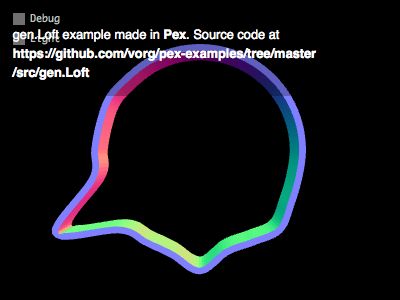 Debug
gen.Loft example made in Pex. Source code at
Light
https://github.com/vorg/pex-examples/tree/master
/src/gen.Loft